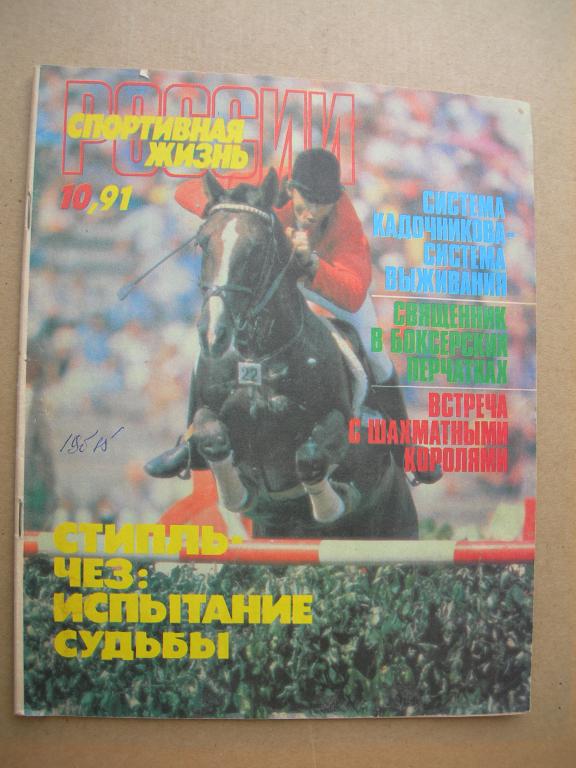 РОССИИ
СПОРТИВНАЯ
ЖИЗНЬ
10,91
СИСТЕМА
КАДОЧНИКОВА-
СИСТЕМА
ВЫЖИВАНИЯ
СВЯЩЕННИК
В БОКСЕРСКИХ
ПЕРЧАТКАХ
ВСТРЕЧА
С ШАХМАТНЫМИ
КОРОЛЯМИ
22
СТИПЛЬ-
ЧЕЗ:
ИСПЫТАНИЕ
СУДЬБЫ